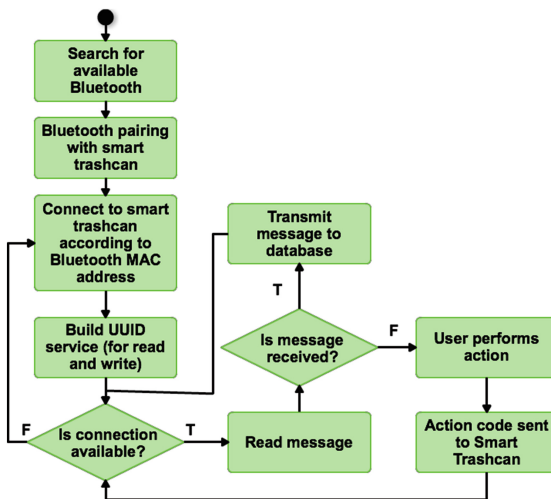 Search for
available
Bluetooth
Bluetooth pairing
with smart
trashcan
Connect to smart
trashcan
according to
Bluetooth MAC
address
Build UUID
service (for read
and write)
Is connection
available?
F
T
Read message
Is message
received?
T
F
Transmit
message to
database
User performs
action
Action code sent
to Smart
Trashcan